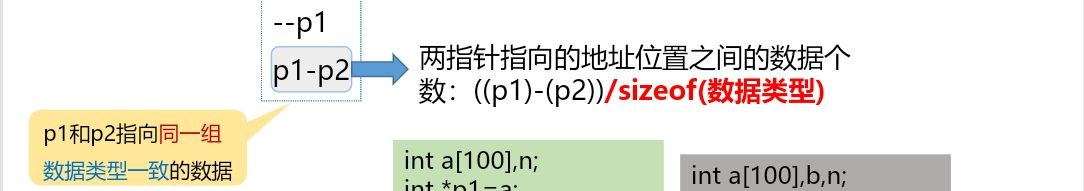 --p1
p1-p2
两指针指向的地址位置之间的数据个
数：((p1)-(p2))/sizeof(数据类型)
p1和p2指向同一组
数据类型一致的数据
int a[100],n;
int *p1=a;
int a[100],b,n;